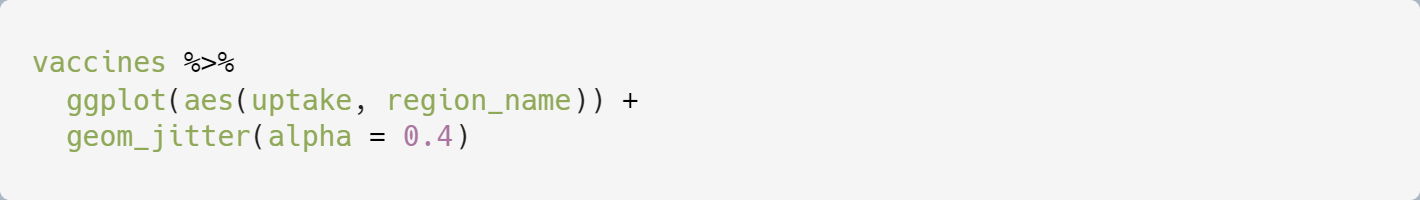 vaccines %>%
  ggplot(aes(uptake, region_name)) +
  geom_jitter(alpha = 0.4)